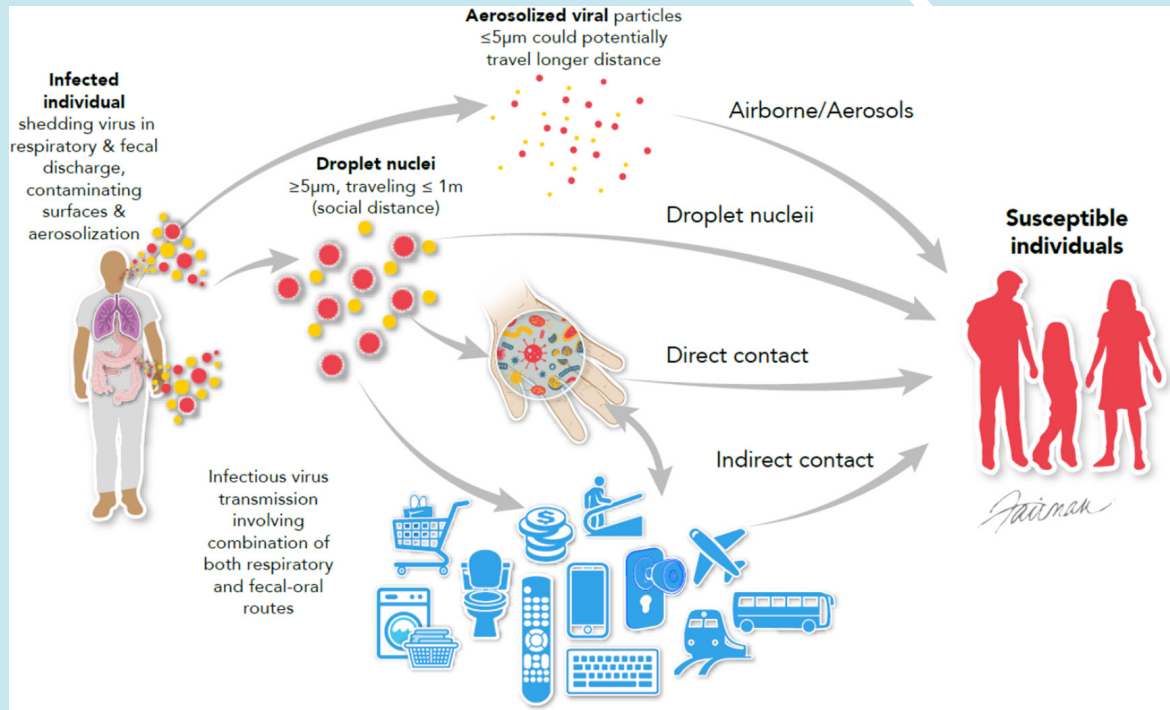 Aerosolized viral particles
≤5µm could potentially
travel longer distance
Infected
individual
shedding virus in
respiratory & fecal
discharge,
contaminating
surfaces &
aerosolization
Airborne/Aerosols
Droplet nuclei
≥5µm, traveling ≤ 1m
(social distance)
Droplet nucleii
Susceptible
individuals
Direct contact
Indirect contact
Infectious virus
transmission
involving
combination of
both respiratory
and fecal-oral
routes
$
Fairman